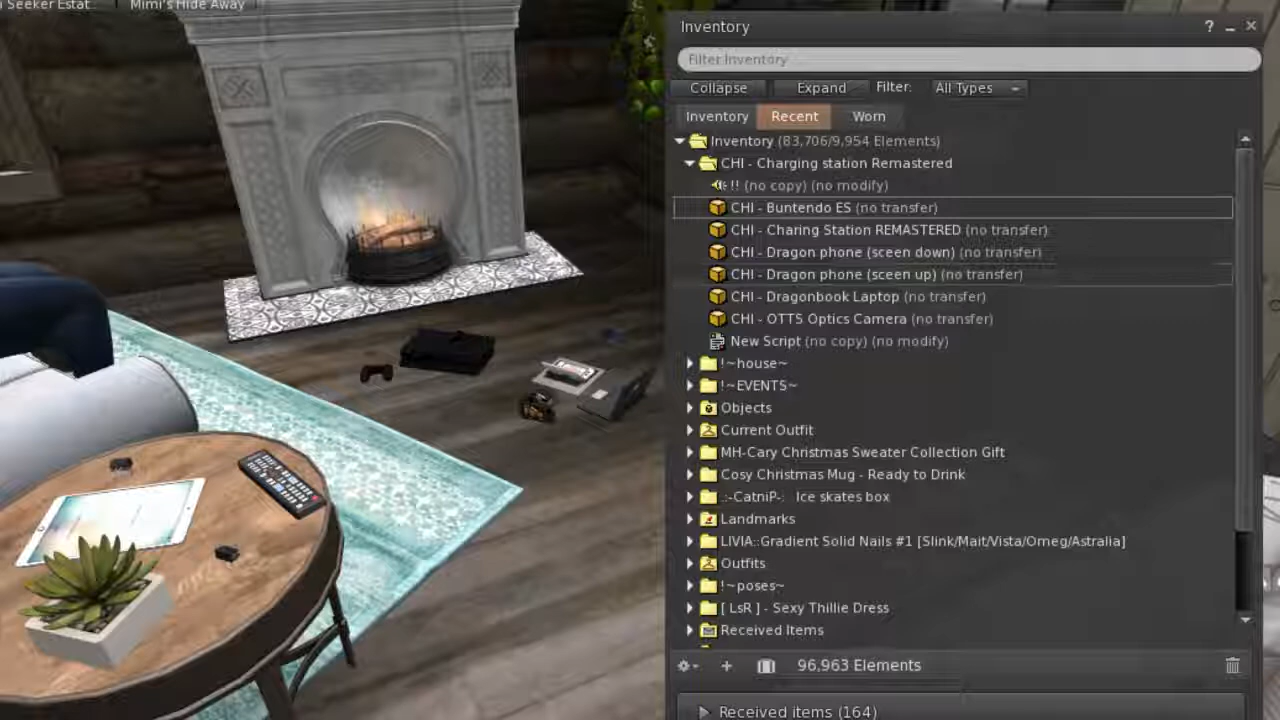 i Seeker Estat
Mimi's Hide Away
Inventory
Filter Inventory
Collapse
Expand
Filter:
All Types
Inventory
Recent
Worn
Inventory (83,706/9,954 Elements)
CHI - Charging station Remastered
!! (no copy) (no modify)
CHI - Buntendo ES (no transfer)
CHI - Charing Station REMASTERED (no transfer)
CHI - Dragon phone (sceen down) (no transfer)
CHI - Dragon phone (sceen up) (no transfer)
CHI - Dragonbook Laptop (no transfer)
CHI - OTTS Optics Camera (no transfer)
New Script (no copy) (no modify)
!~house~
!~EVENTS~
Objects
Current Outfit
MH-Cary Christmas Sweater Collection Gift
Cosy Christmas Mug - Ready to Drink
.:-CatniP-:   Ice skates box
Landmarks
LIVIA::Gradient Solid Nails #1 [Slink/Mait/Vista/Omeg/Astralia]
Outfits
!~poses~
[ LsR ] - Sexy Thillie Dress
Received Items
96,963 Elements
Received items (164)